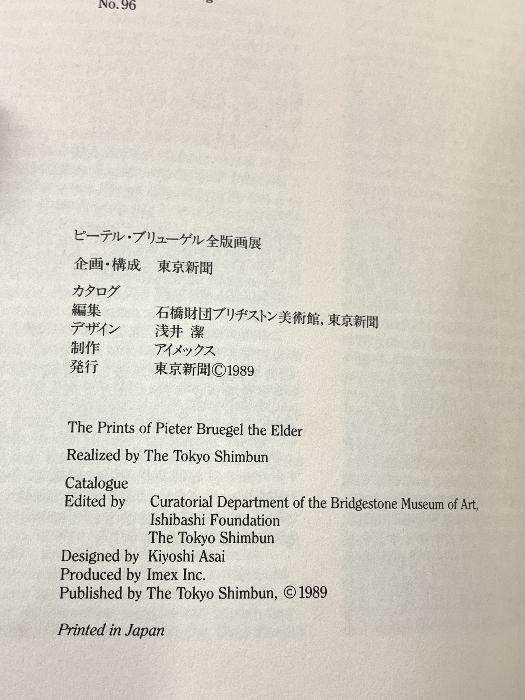 No. 96
ピーテル・ブリューゲル全版画展
企画・構成 東京新聞
カタログ
編集 石橋財団ブリヂストン美術館, 東京新聞
デザイン 浅井 潔
制作 アイメックス
発行 東京新聞©1989
The Prints of Pieter Bruegel the Elder
Realized by The Tokyo Shimbun
Catalogue
Edited by Curatorial Department of the Bridgestone Museum of Art,
Ishibashi Foundation
The Tokyo Shimbun
Designed by Kiyoshi Asai
Produced by Imex Inc.
Published by The Tokyo Shimbun, ©1989
Printed in Japan